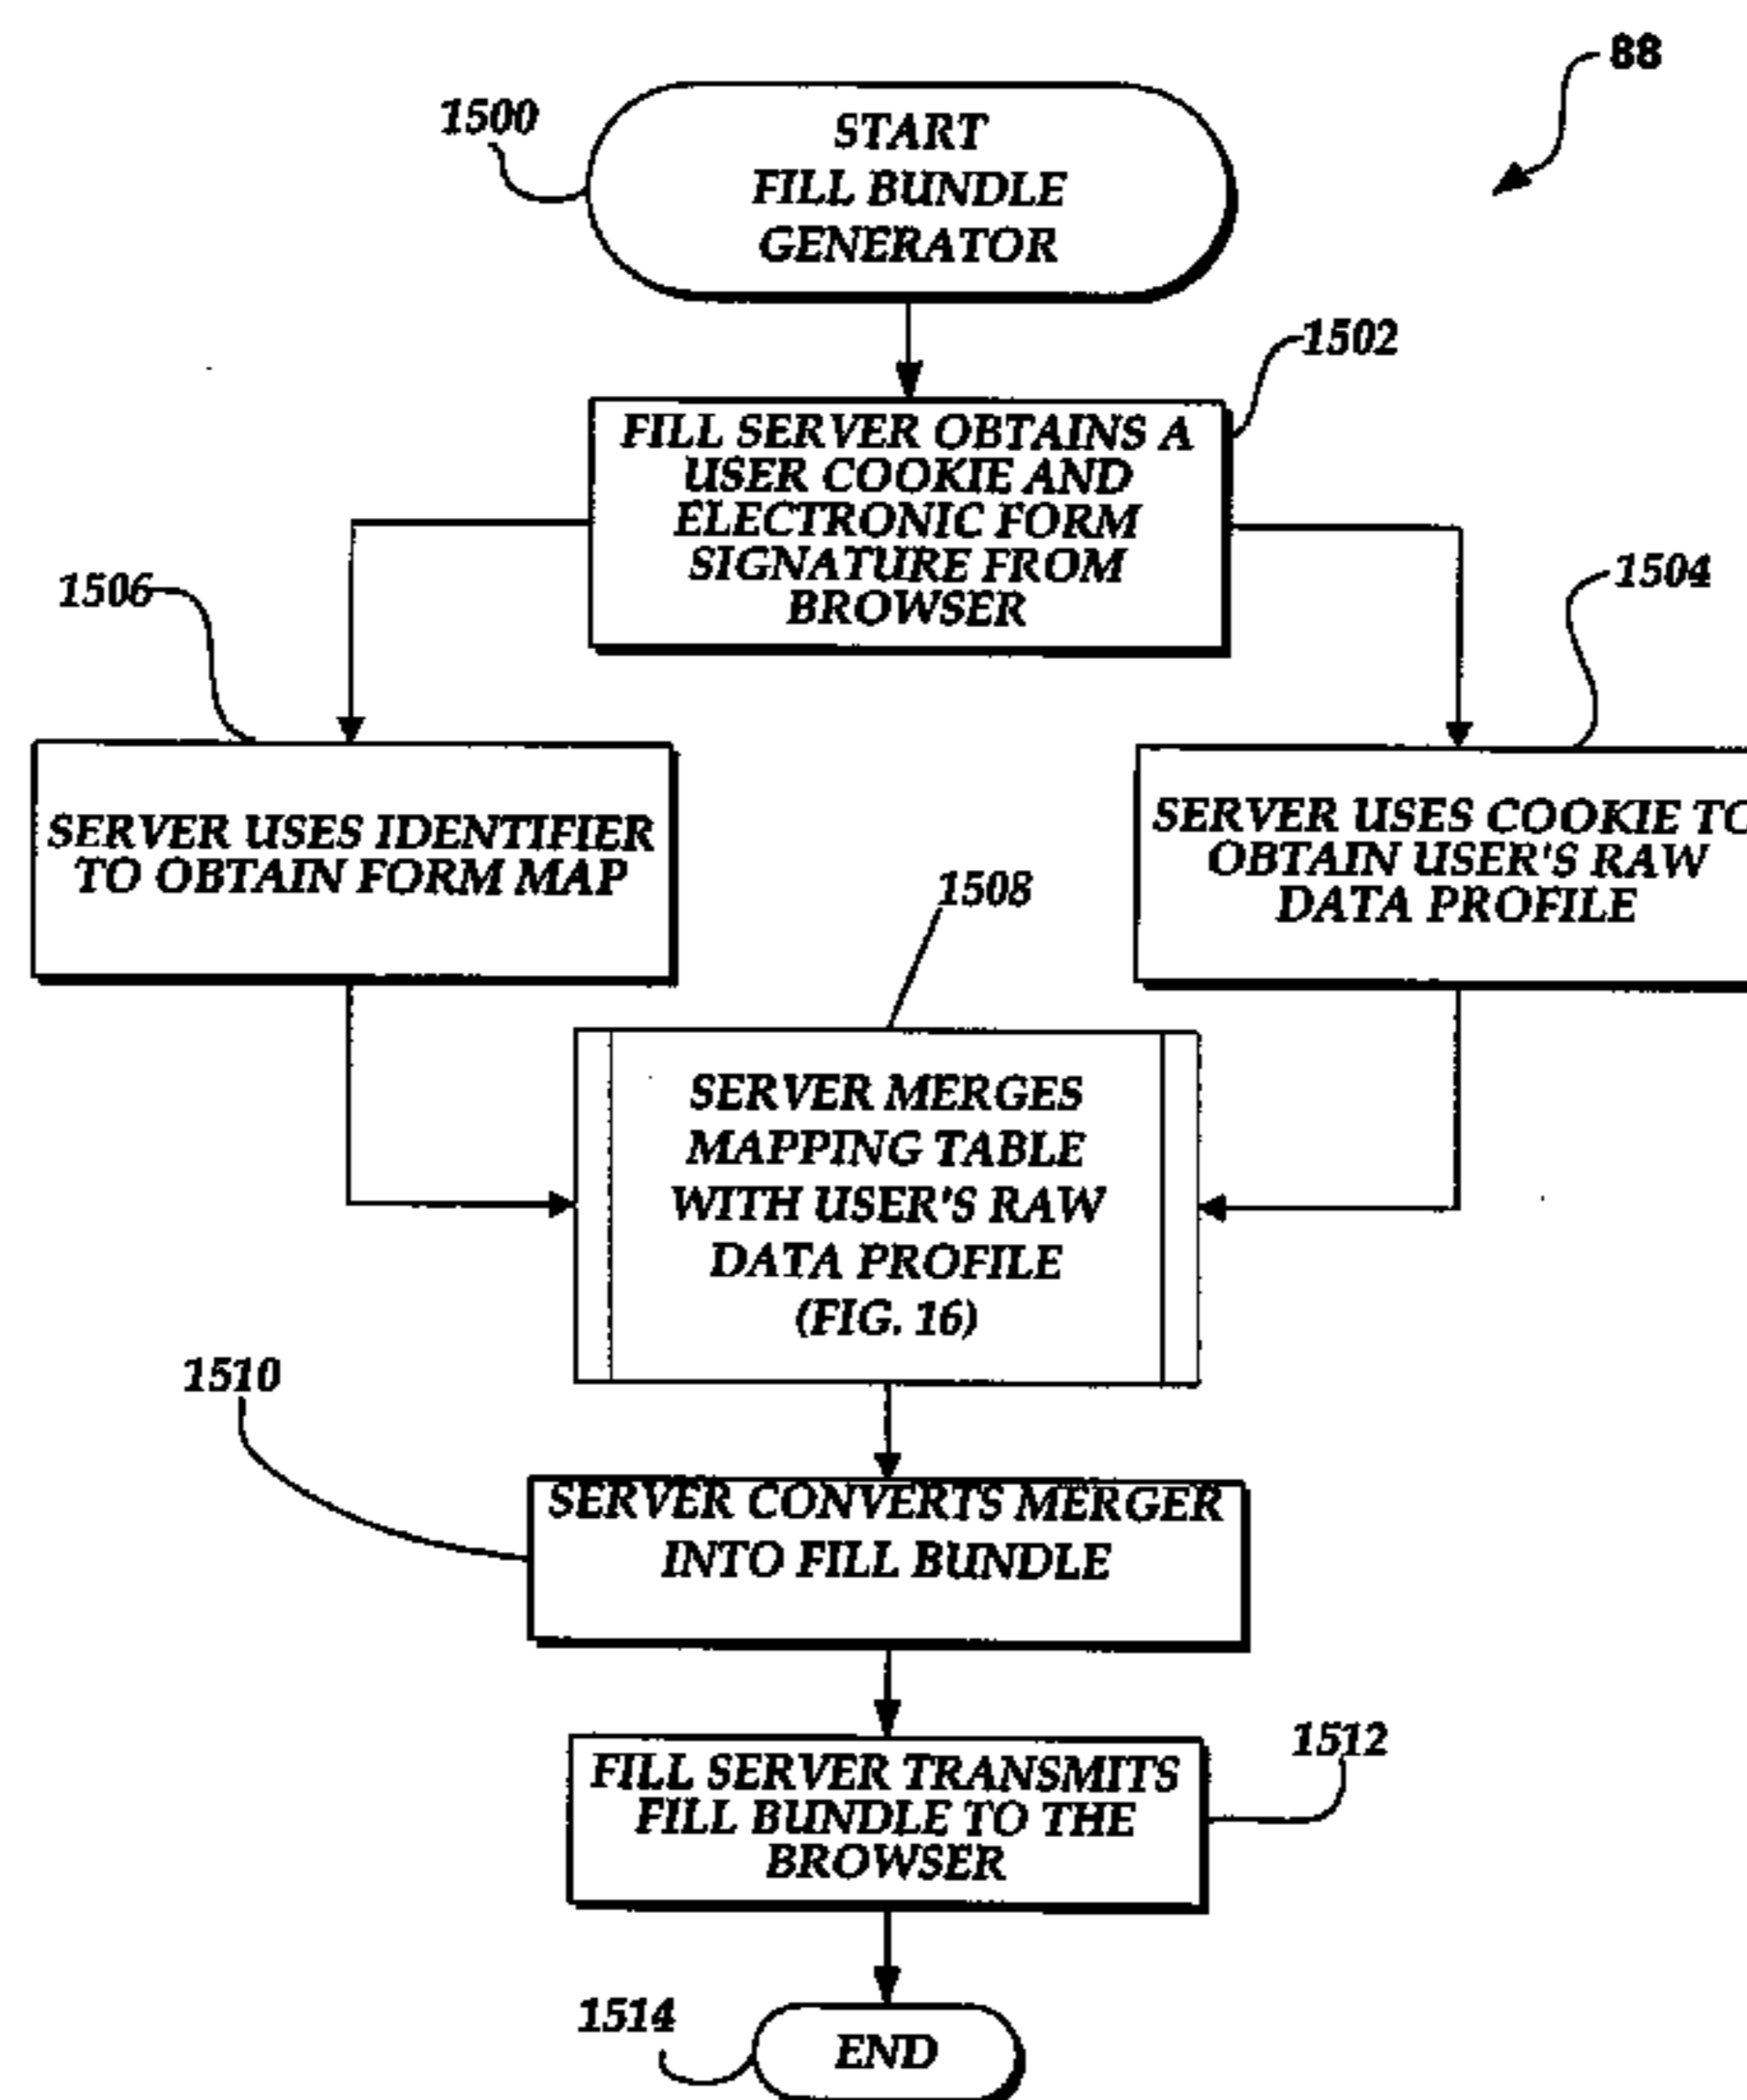 88
1500
START
FILL BUNDLE
GENERATOR
1502
FILL SERVER OBTAINS A
USER COOKIE AND
ELECTRONIC FORM
SIGNATURE FROM
BROWSER
1506
1504
SERVER USES IDENTIFIER
TO OBTAIN FORM MAP
SERVER USES COOKIE TO
OBTAIN USER'S RAW
DATA PROFILE
1508
SERVER MERGES
MAPPING TABLE
WITH USER'S RAW
DATA PROFILE
(FIG. 16)
1510
SERVER CONVERTS MERGER
INTO FILL BUNDLE
1512
FILL SERVER TRANSMITS
FILL BUNDLE TO THE
BROWSER
1514
END